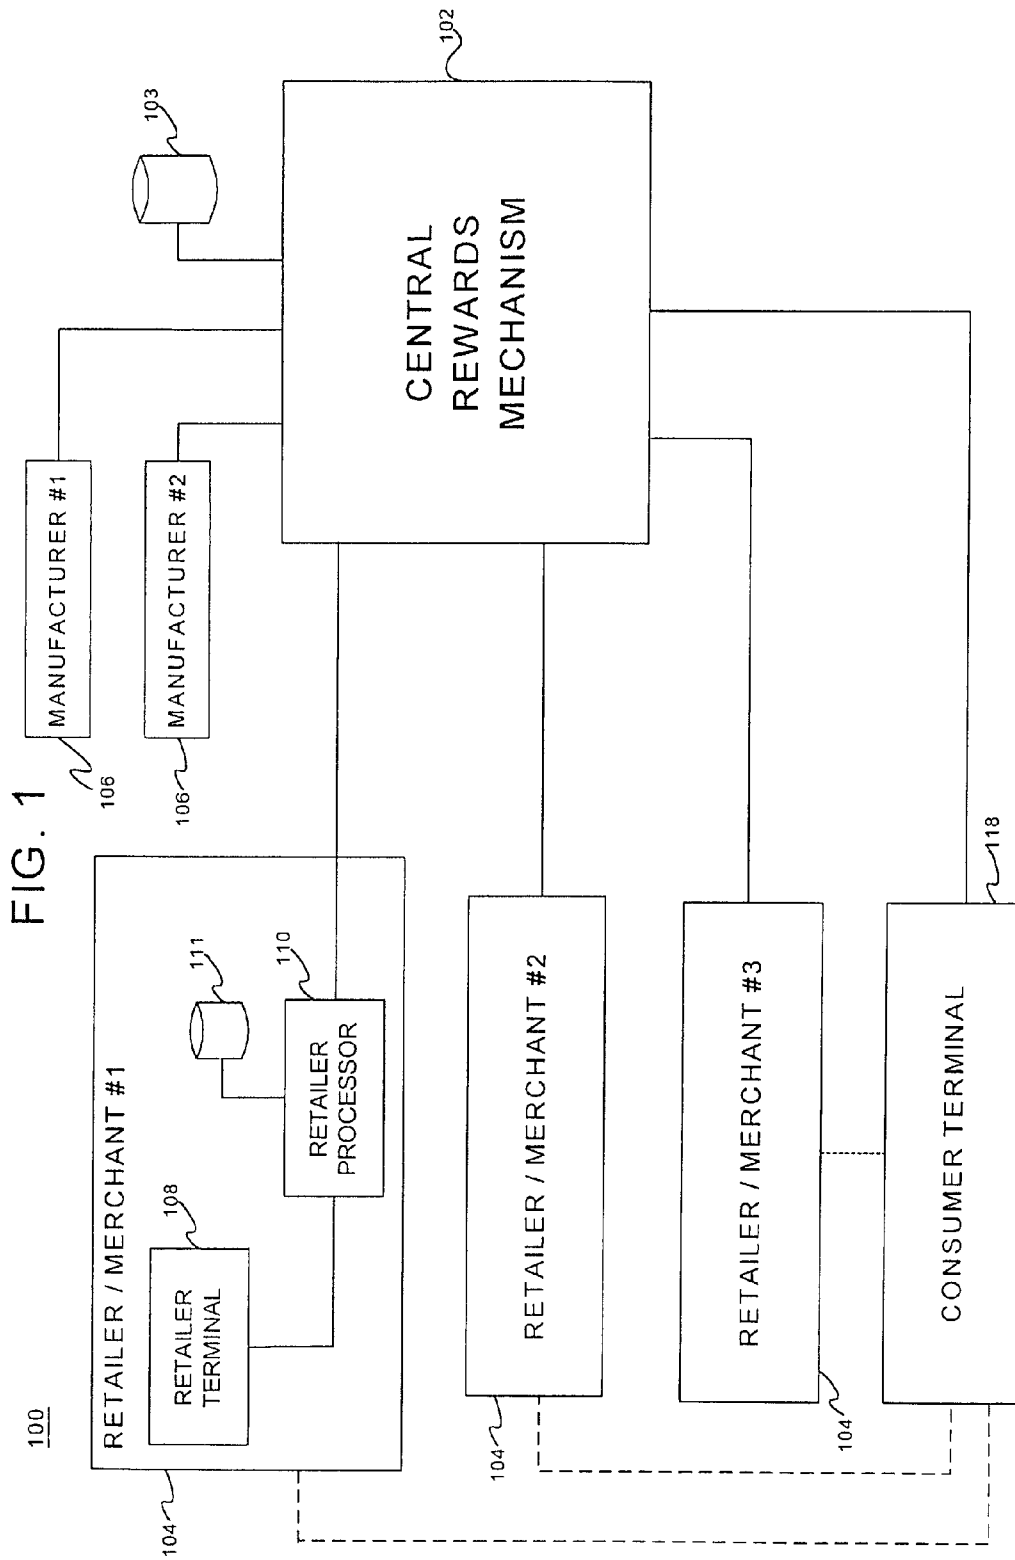 FIG. 1
100
RETAILER / MERCHANT #1
104
RETAILER
TERMINAL
108
RETAILER
PROCESSOR
110
111
MANUFACTURER #1
106
MANUFACTURER #2
106
103
CENTRAL
REWARDS
MECHANISM
102
RETAILER / MERCHANT #2
104
RETAILER / MERCHANT #3
104
CONSUMER TERMINAL
118